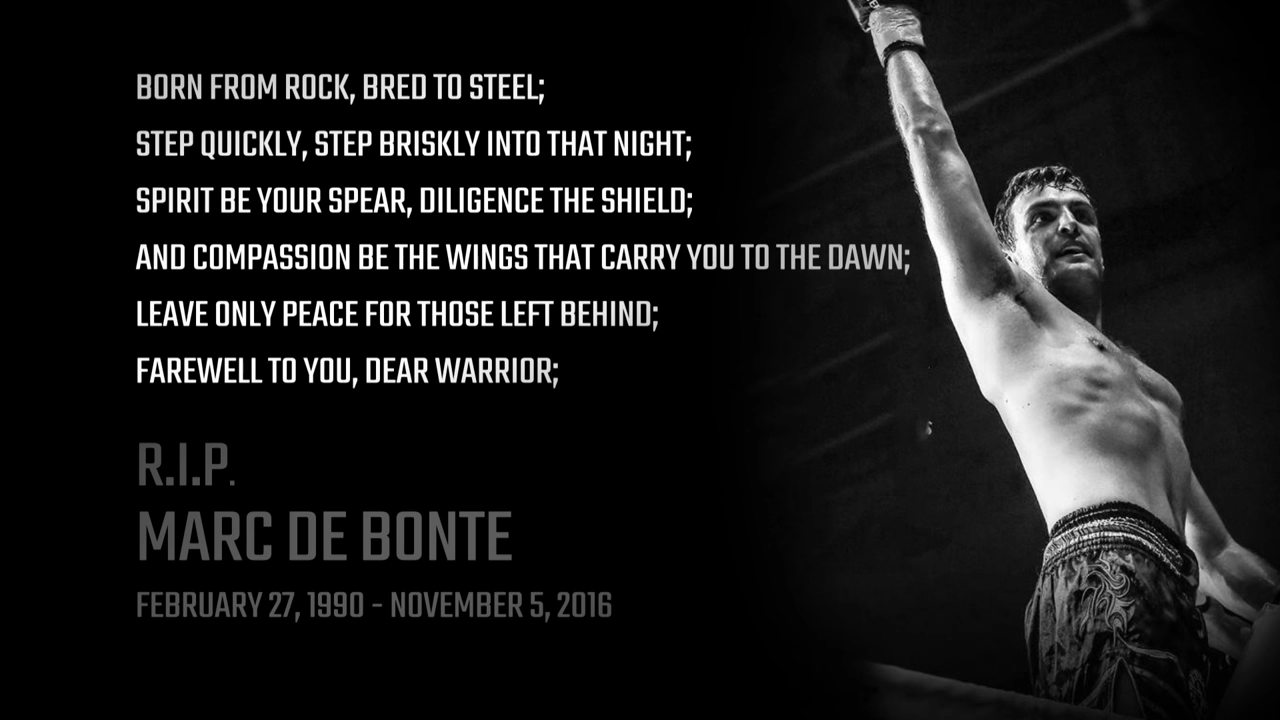 BORN FROM ROCK, BRED TO STEEL;
STEP QUICKLY, STEP BRISKLY INTO THAT NIGHT;
SPIRIT BE YOUR SPEAR, DILIGENCE THE SHIELD;
AND COMPASSION BE THE WINGS THAT CARRY YOU TO THE DAWN;
LEAVE ONLY PEACE FOR THOSE LEFT BEHIND;
FAREWELL TO YOU, DEAR WARRIOR;
R.I.P.
MARC DE BONTE
FEBRUARY 27, 1990 - NOVEMBER 5, 2016